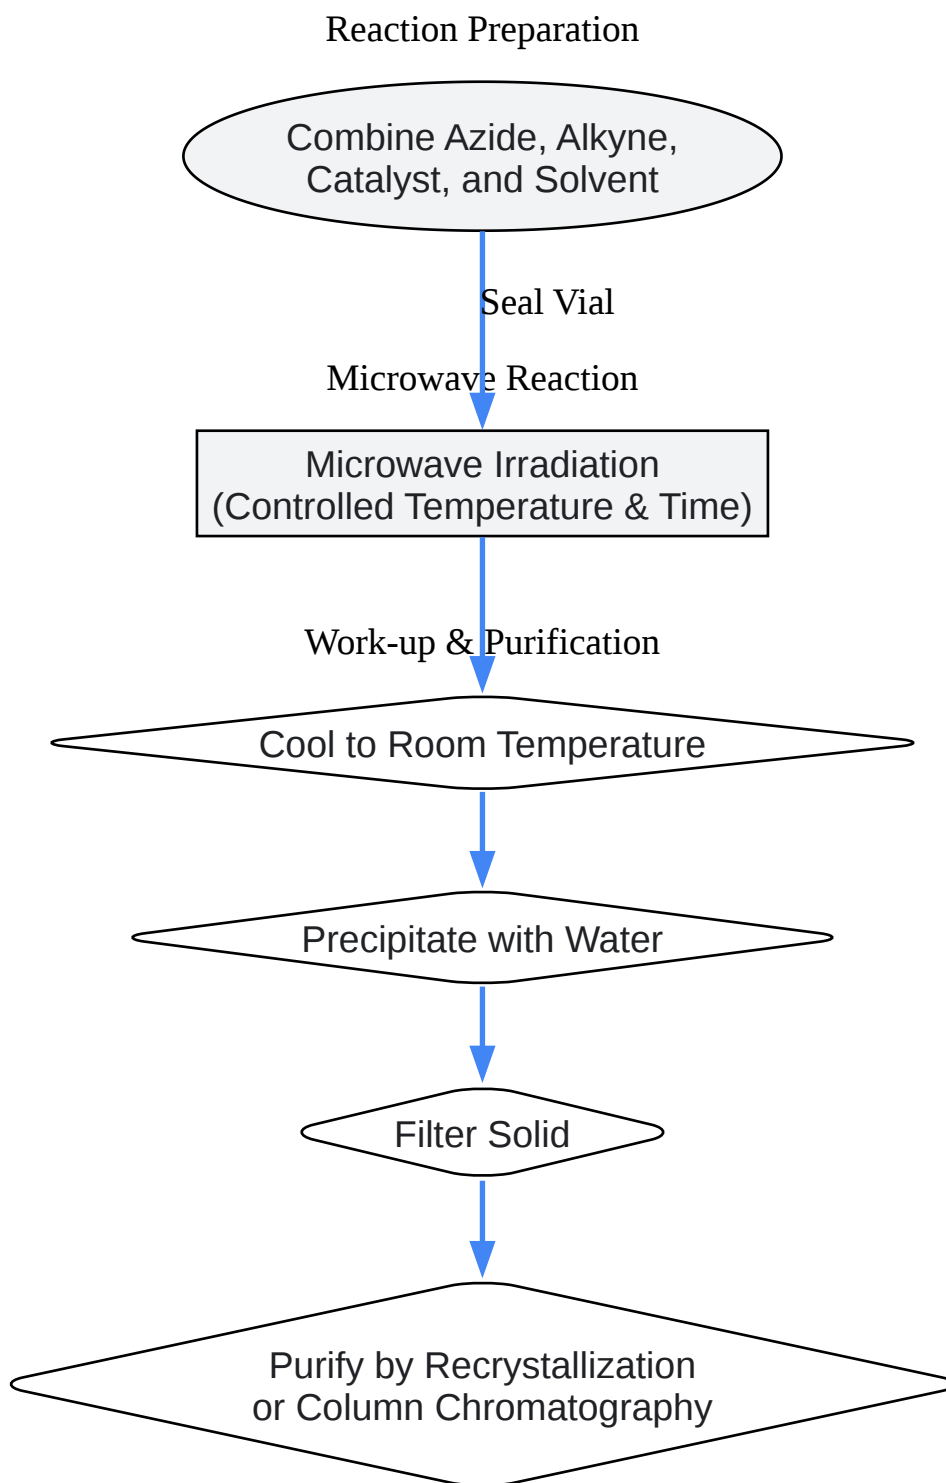 Reaction Preparation
Combine Azide, Alkyne,
Catalyst, and Solvent
Seal Vial
Microwave Reaction
Microwave Irradiation
(Controlled Temperature & Time)
Work-up & Purification
Cool to Room Temperature
Precipitate with Water
Filter Solid
Purify by Recrystallization
or Column Chromatography